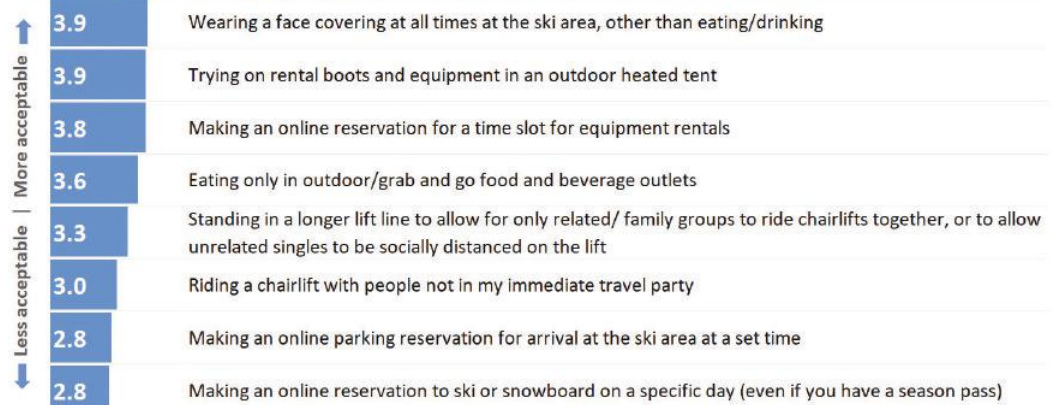 Less acceptable | More acceptable
3.9 Wearing a face covering at all times at the ski area, other than eating/drinking
3.9 Trying on rental boots and equipment in an outdoor heated tent
3.8 Making an online reservation for a time slot for equipment rentals
3.6 Eating only in outdoor/grab and go food and beverage outlets
3.3 Standing in a longer lift line to allow for only related/ family groups to ride chairlifts together, or to allow
unrelated singles to be socially distanced on the lift
3.0 Riding a chairlift with people not in my immediate travel party
2.8 Making an online parking reservation for arrival at the ski area at a set time
2.8 Making an online reservation to ski or snowboard on a specific day (even if you have a season pass)